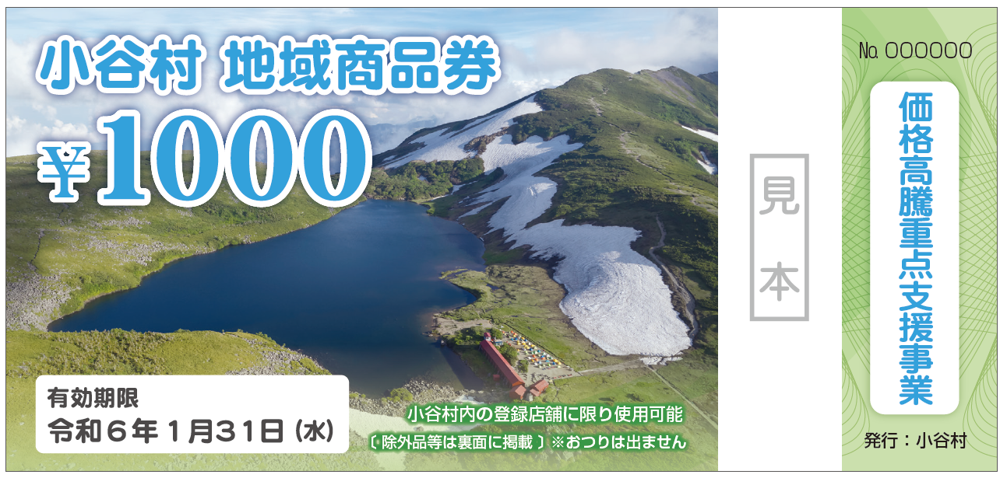 小谷村 地域商品券
¥1000
有効期限
令和６年１月３１日（水）
小谷村内の登録店舗に限り使用可能
〔除外品等は裏面に掲載〕※おつりは出ません
見本
№ 000000
価格高騰重点支援事業
発行：小谷村